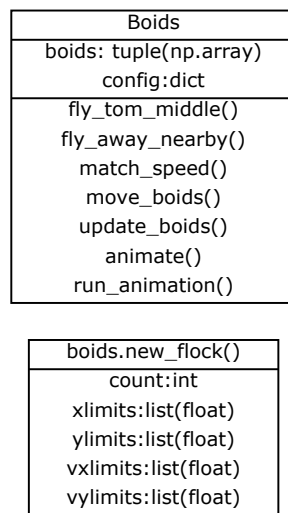 Boids
boids: tuple(np.array)
config:dict
fly_tom_middle()
fly_away_nearby()
match_speed()
move_boids()
update_boids()
animate()
run_animation()
boids.new_flock()
count:int
xlimits:list(float)
ylimits:list(float)
vxlimits:list(float)
vylimits:list(float)